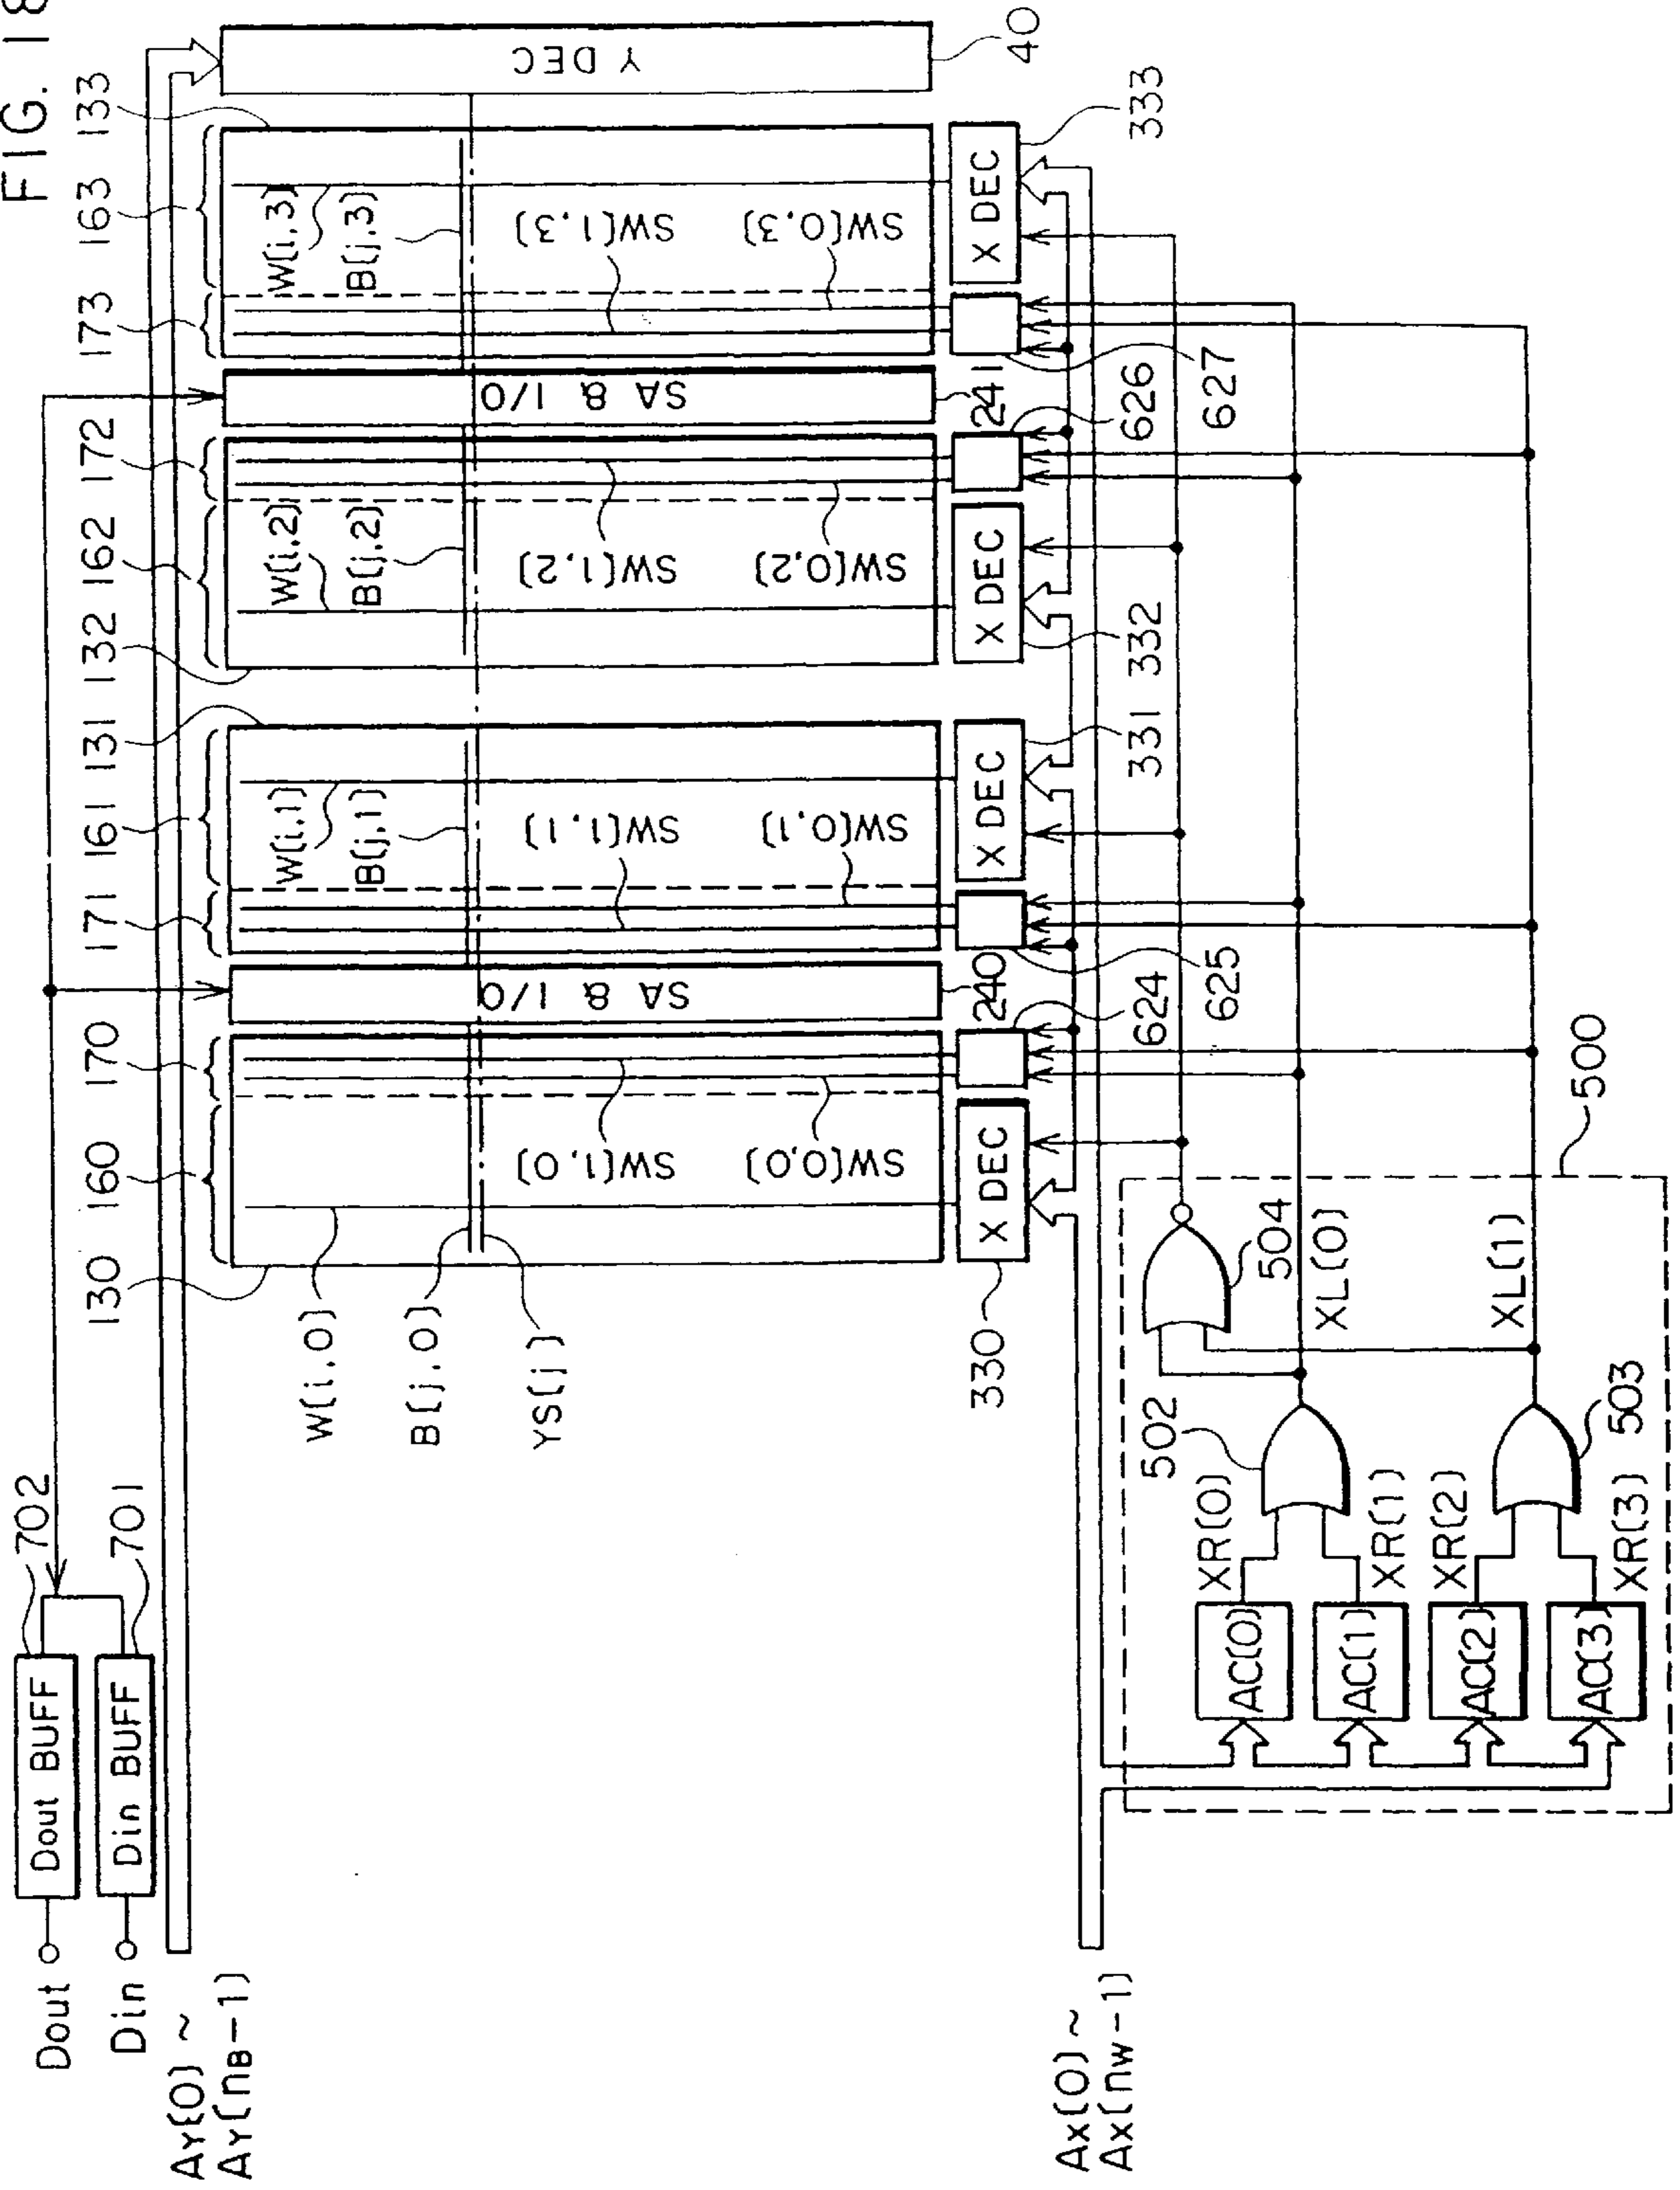 FIG. 18
Dout
Dout BUFF
702
Din
Din BUFF
701
AY(0) ~
AY(nB-1)
130
160
170
171
161
131
132
162
172
173
163
133
W(i,0)
B(j,0)
YS(j)
SW(1,0)
SW(0,0)
SA & I/O
W(i,1)
B(j,1)
SW(1,1)
SW(0,1)
W(i,2)
B(j,2)
SW(1,2)
SW(0,2)
SA & I/O
W(i,3)
B(j,3)
SW(1,3)
SW(0,3)
Y DEC
40
330
X DEC
624
240
625
X DEC
331
332
X DEC
626
241
627
X DEC
333
AX(0) ~
AX(nW-1)
500
AC(0)
AC(1)
AC(2)
AC(3)
XR(0)
XR(1)
XR(2)
XR(3)
502
503
504
XL(0)
XL(1)